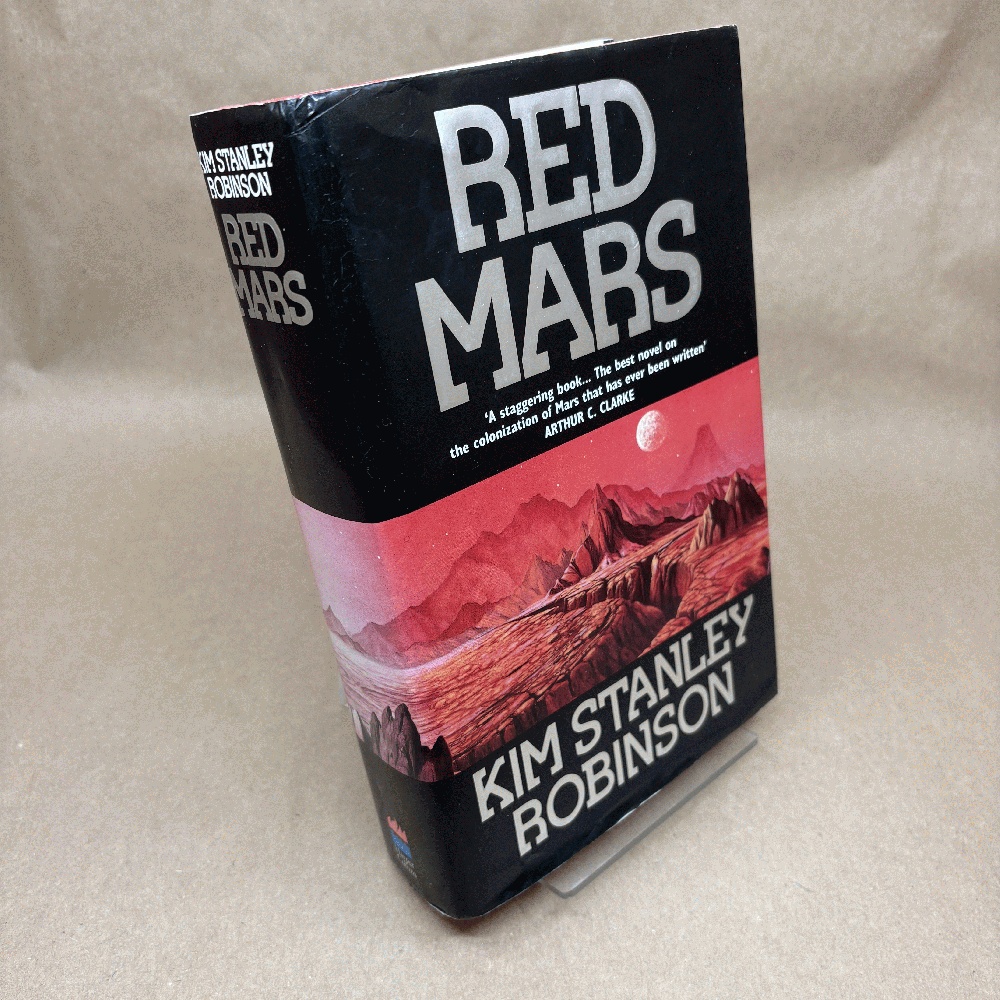 KIM STANLEY
ROBINSON
RED
MARS
RED
MARS
'A staggering book... The best novel on
the colonization of Mars that has ever been written'
ARTHUR C. CLARKE
KIM STANLEY
ROBINSON